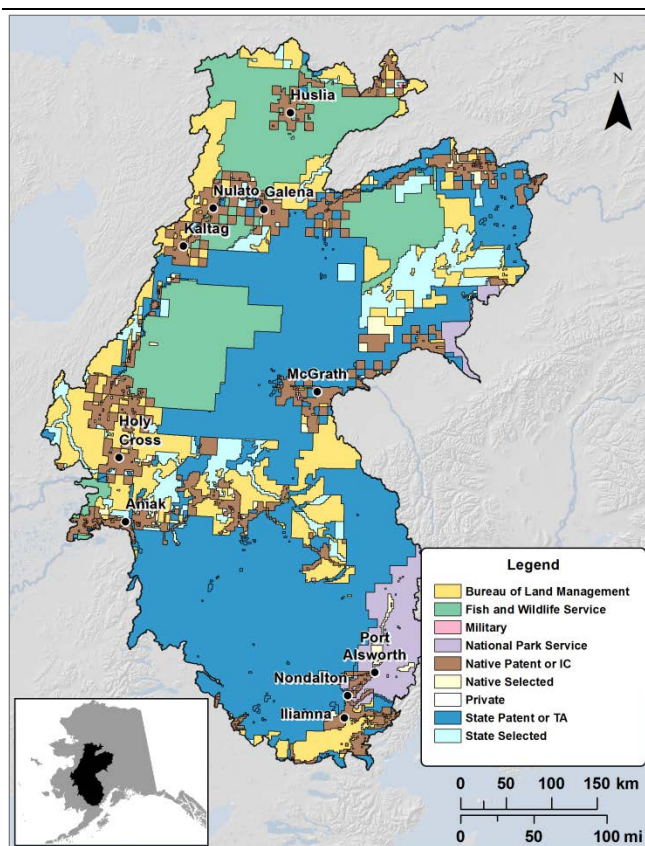 N
Huslia
Nulato Galena
Kaltag
McGrath
Holy
Cross
Aniak
Port
Alsworth
Nondalton
Iliamna
Legend
Bureau of Land Management
Fish and Wildlife Service
Military
National Park Service
Native Patent or IC
Native Selected
Private
State Patent or TA
State Selected
0 50 100 150 km
0 50 100 mi